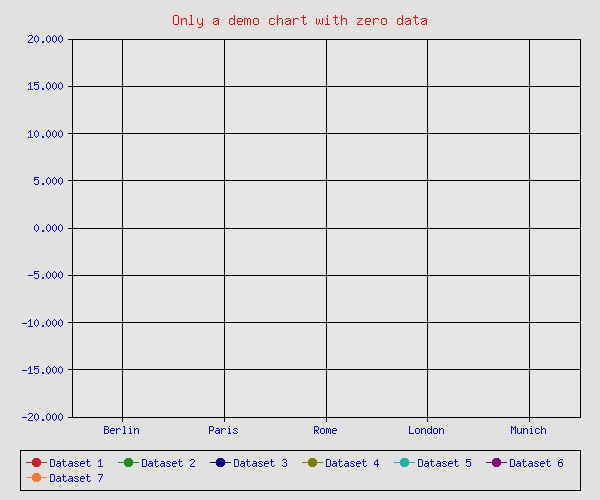 Only a demo chart with zero data
20.000
15.000
10.000
5.000
0.000
-5.000
-10.000
-15.000
-20.000
Berlin Paris Rome London Munich
Dataset 1 Dataset 2 Dataset 3 Dataset 4 Dataset 5 Dataset 6
Dataset 7